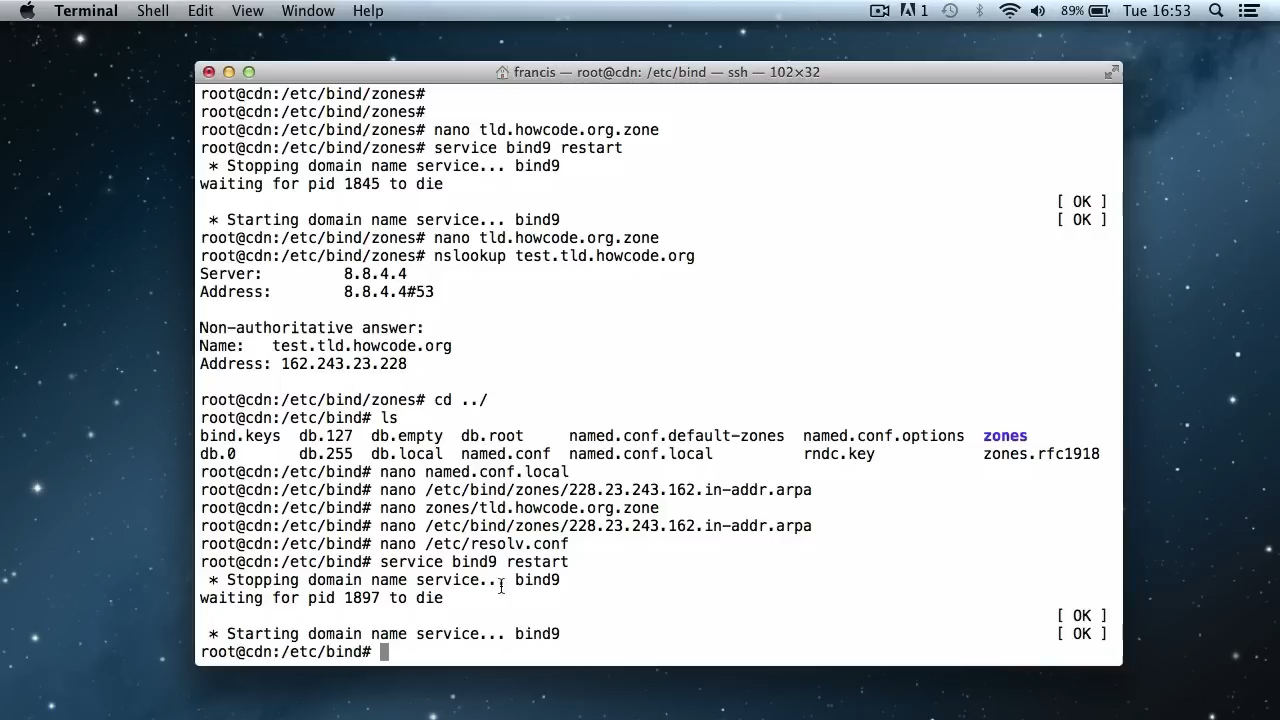 Terminal Shell Edit View Window Help 1 89% Tue 16:53
francis — root@cdn: /etc/bind — ssh — 102×32
root@cdn:/etc/bind/zones#
root@cdn:/etc/bind/zones#
root@cdn:/etc/bind/zones# nano tld.howcode.org.zone
root@cdn:/etc/bind/zones# service bind9 restart
* Stopping domain name service... bind9
waiting for pid 1845 to die
[ OK ]
* Starting domain name service... bind9 [ OK ]
root@cdn:/etc/bind/zones# nano tld.howcode.org.zone
root@cdn:/etc/bind/zones# nslookup test.tld.howcode.org
Server: 8.8.4.4
Address: 8.8.4.4#53
Non-authoritative answer:
Name: test.tld.howcode.org
Address: 162.243.23.228
root@cdn:/etc/bind/zones# cd ../
root@cdn:/etc/bind# ls
bind.keys db.127 db.empty db.root named.conf.default-zones named.conf.options zones
db.0 db.255 db.local named.conf named.conf.local rndc.key zones.rfc1918
root@cdn:/etc/bind# nano named.conf.local
root@cdn:/etc/bind# nano /etc/bind/zones/228.23.243.162.in-addr.arpa
root@cdn:/etc/bind# nano zones/tld.howcode.org.zone
root@cdn:/etc/bind# nano /etc/bind/zones/228.23.243.162.in-addr.arpa
root@cdn:/etc/bind# nano /etc/resolv.conf
root@cdn:/etc/bind# service bind9 restart
* Stopping domain name service... bind9
waiting for pid 1897 to die
[ OK ]
* Starting domain name service... bind9 [ OK ]
root@cdn:/etc/bind#